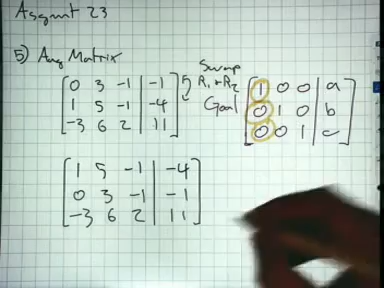 Asgmt 23
5) Aug Matrix
0 3 -1 | -1
1 5 -1 | -4
-3 6 2 | 11
Swap
R1 & R2
Goal
1 0 0 | a
0 1 0 | b
0 0 1 | c
1 5 -1 | -4
0 3 -1 | -1
-3 6 2 | 11